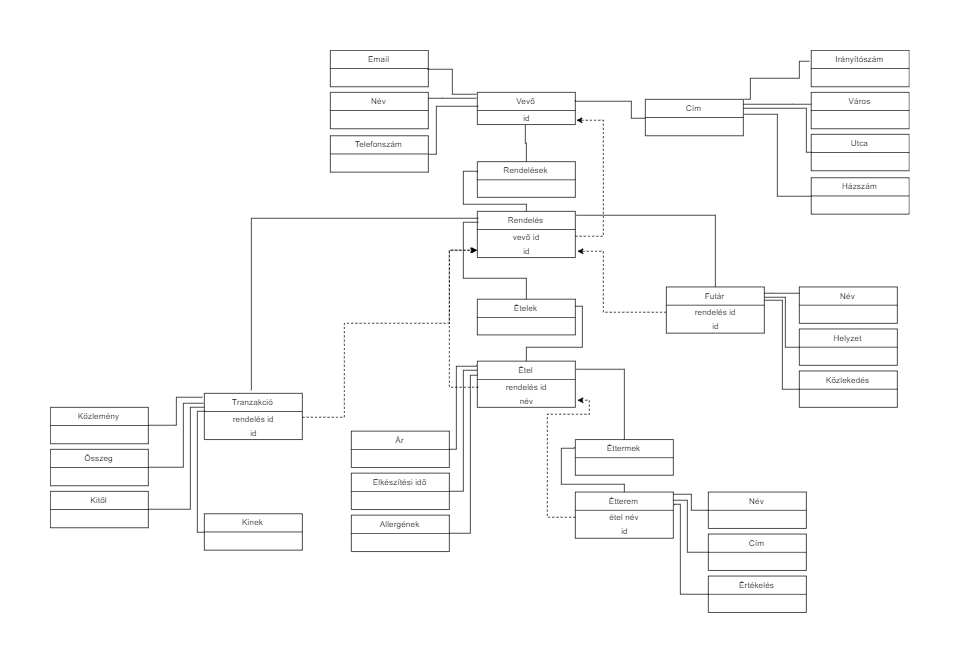 Email
Név
Telefonszám
Vevő
id
Cím
Irányítószám
Város
Utca
Házszám
Rendelések
Rendelés
vevő id
id
Ételek
Futár
rendelés id
id
Név
Helyzet
Közlekedés
Étel
rendelés id
név
Tranzakció
rendelés id
id
Közlemény
Összeg
Kitől
Kinek
Ár
Elkészítési idő
Allergének
Éttermek
Étterem
étel név
id
Név
Cím
Értékelés